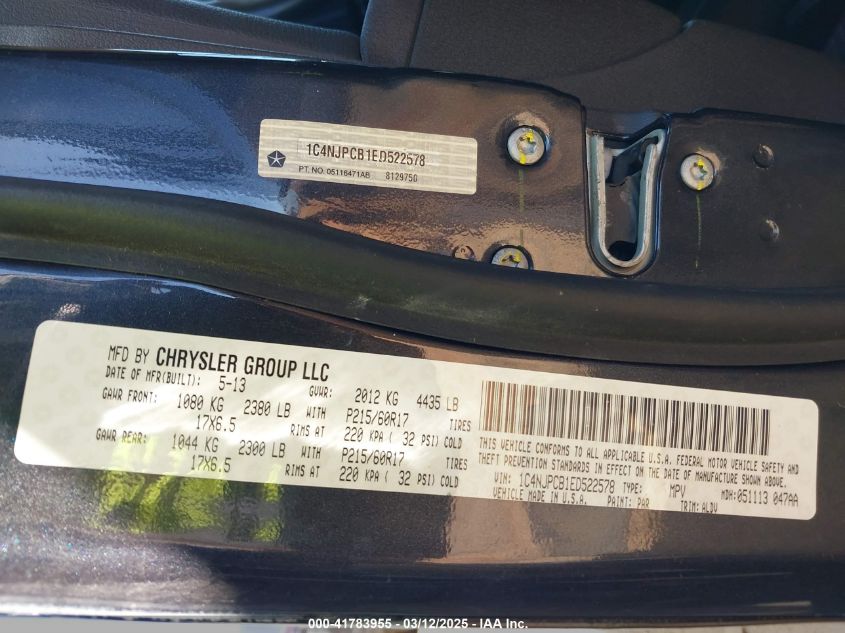 1C4NJPCB1ED522578
PT. NO. 05116471AB 8129750
MFD BY CHRYSLER GROUP LLC
DATE OF MFR(BUILT): 5-13 GVWR: 2012 KG 4435 LB
GAWR FRONT: 1080 KG 2380 LB WITH P215/60R17 TIRES
17X6.5 RIMS AT 220 KPA ( 32 PSI) COLD
GAWR REAR: 1044 KG 2300 LB WITH P215/60R17 TIRES
17X6.5 RIMS AT 220 KPA ( 32 PSI) COLD
THIS VEHICLE CONFORMS TO ALL APPLICABLE U.S.A. FEDERAL MOTOR VEHICLE SAFETY AND
THEFT PREVENTION STANDARDS IN EFFECT ON THE DATE OF MANUFACTURE SHOWN ABOVE.
VIN: 1C4NJPCB1ED522578 TYPE: MPV MDH: 051113 047AA
VEHICLE MADE IN U.S.A. PAINT: PAR TRIM: ALDV
000-41783955 - 03/12/2025 - IAA Inc.